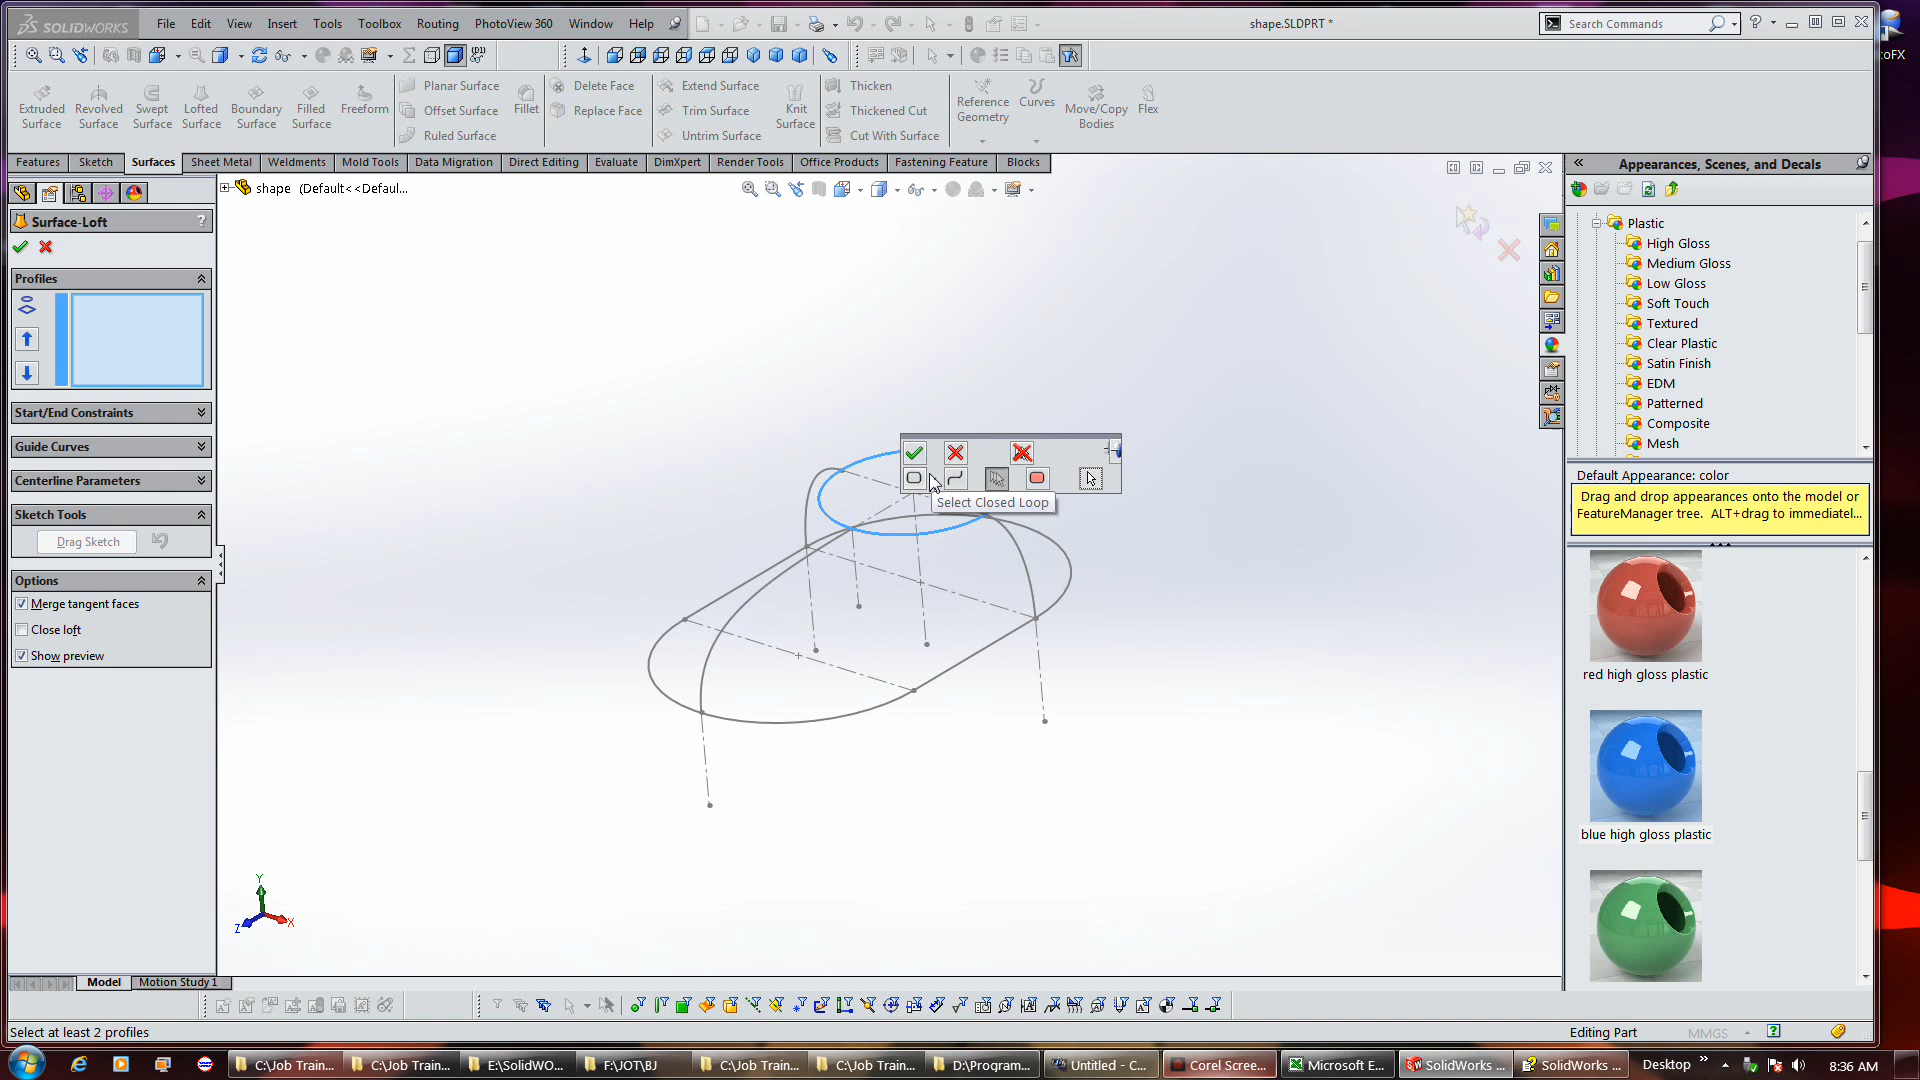 SOLIDWORKS
File Edit View Insert Tools Toolbox Routing PhotoView 360 Window Help
shape.SLDPRT *
Search Commands
oFX
Extruded Surface
Revolved Surface
Swept Surface
Lofted Surface
Boundary Surface
Filled Surface
Freeform
Planar Surface
Offset Surface
Ruled Surface
Fillet
Delete Face
Replace Face
Extend Surface
Trim Surface
Untrim Surface
Knit Surface
Thicken
Thickened Cut
Cut With Surface
Reference Geometry
Curves
Move/Copy Bodies
Flex
Features Sketch Surfaces Sheet Metal Weldments Mold Tools Data Migration Direct Editing Evaluate DimXpert Render Tools Office Products Fastening Feature Blocks
shape (Default<<Defaul...
Surface-Loft
?
Profiles
Start/End Constraints
Guide Curves
Centerline Parameters
Sketch Tools
Drag Sketch
Options
Merge tangent faces
Close loft
Show preview
Select Closed Loop
Y
X
Z
Appearances, Scenes, and Decals
Plastic
High Gloss
Medium Gloss
Low Gloss
Soft Touch
Textured
Clear Plastic
Satin Finish
EDM
Patterned
Composite
Mesh
Default Appearance: color
Drag and drop appearances onto the model or
FeatureManager tree. ALT+drag to immediatel...
red high gloss plastic
blue high gloss plastic
Model Motion Study 1
Select at least 2 profiles
Editing Part
MMGS
C:\Job Train...
C:\Job Train...
E:\SolidWO...
F:\JOT\BJ
C:\Job Train...
C:\Job Train...
D:\Program...
Untitled - C...
Corel Scree...
Microsoft E...
SolidWorks ...
SolidWorks ...
Desktop
8:36 AM